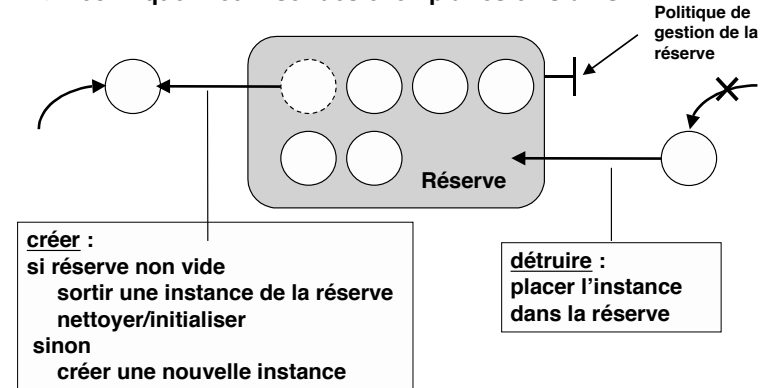 Politique de
gestion de la
réserve
Réserve
créer :
si réserve non vide
sortir une instance de la réserve
nettoyer/initialiser
sinon
créer une nouvelle instance
détruire :
placer l'instance
dans la réserve